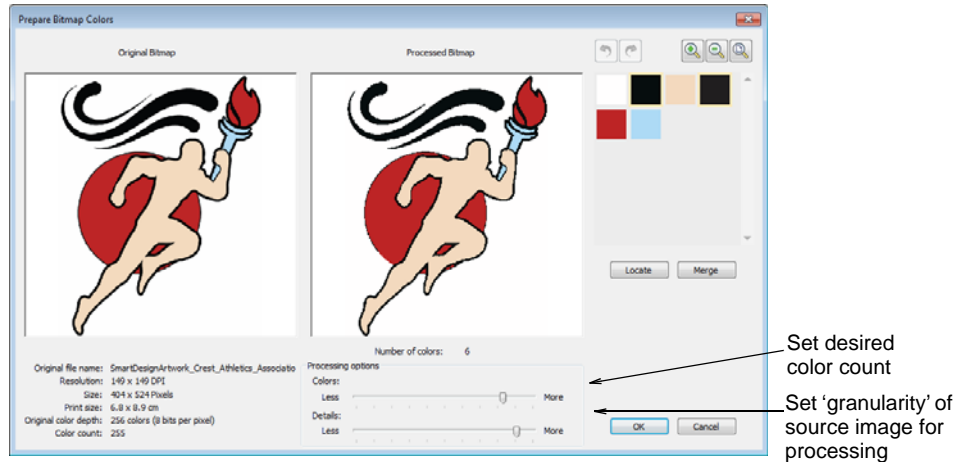 Prepare Bitmap Colors
Original Bitmap
Processed Bitmap
Locate
Merge
Number of colors: 6
Original file name: SmartDesignArtwork_Crest_Athletics_Associatio
Resolution: 149 x 149 DPI
Size: 404 x 524 Pixels
Print size: 6.8 x 8.9 cm
Original color depth: 256 colors (8 bits per pixel)
Color count: 255
Processing options
Colors:
Less More
Details:
Less More
OK
Cancel
Set desired
color count
Set ‘granularity’ of
source image for
processing